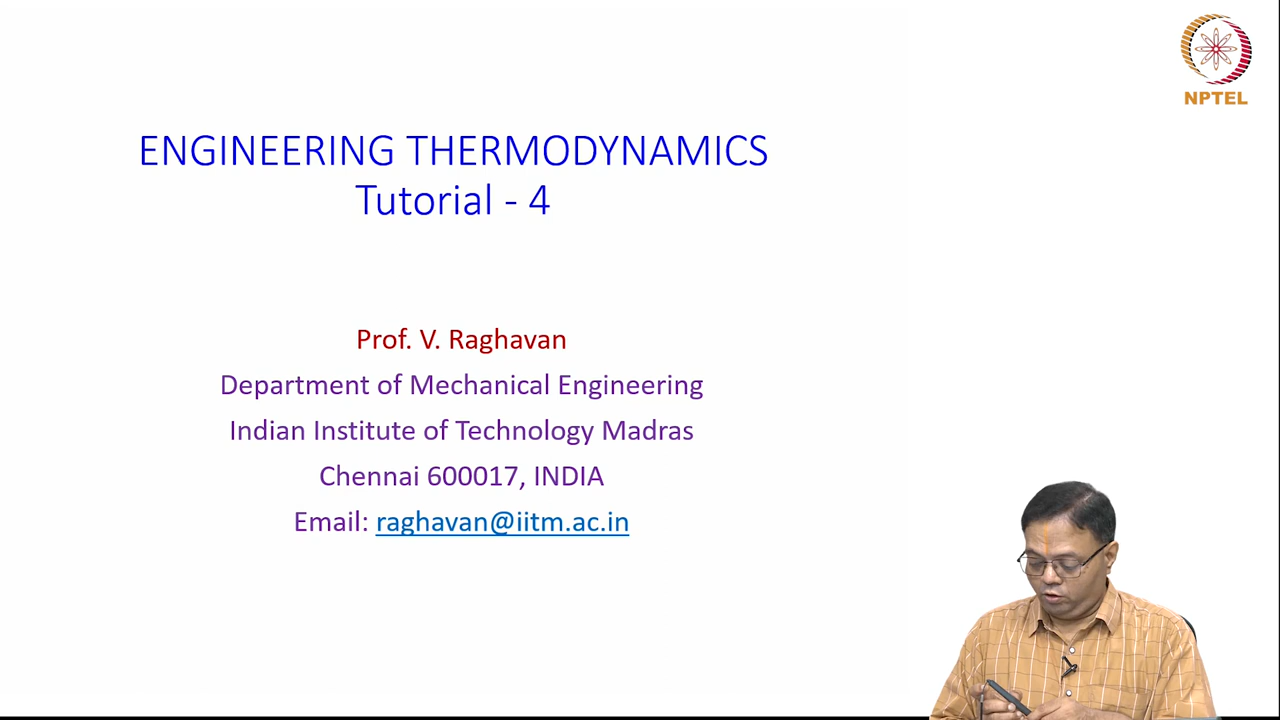 NPTEL
ENGINEERING THERMODYNAMICS
Tutorial - 4
Prof. V. Raghavan
Department of Mechanical Engineering
Indian Institute of Technology Madras
Chennai 600017, INDIA
Email: raghavan@iitm.ac.in